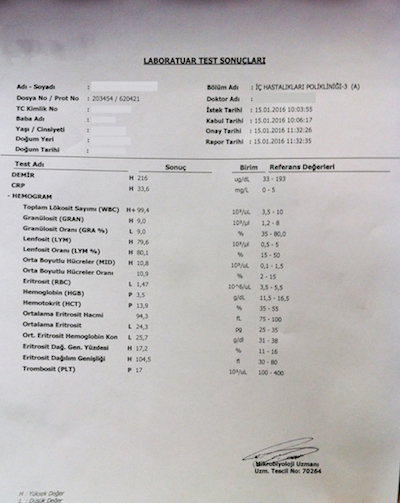 LABORATUAR TEST SONUÇLARI
Adı - Soyadı : Bölüm Adı : İÇ HASTALIKLARI POLİKLİNİĞİ-3 (A)
Dosya No / Prot No : 203454 / 620421 Doktor Adı :
TC Kimlik No : İstek Tarihi : 15.01.2016 10:03:55
Baba Adı : Kabul Tarihi : 15.01.2016 10:06:17
Yaşı / Cinsiyeti : Onay Tarihi : 15.01.2016 11:32:26
Doğum Yeri : Rapor Tarihi : 15.01.2016 11:32:35
Doğum Tarihi :
Test Adı Sonuç Birim Referans Değerleri
DEMİR H 216 ug/dL 33 - 193
CRP H 33,6 mg/L 0 - 5
- HEMOGRAM
Toplam Lökosit Sayımı (WBC) H+ 99,4 10³/uL 3,5 - 10
Granülosit (GRAN) H 9,0 10³/µl 1,2 - 8
Granülosit Oranı (GRA %) L 9,0 % 35 - 80,0
Lenfosit (LYM) H 79,6 10³/µl 0,5 - 5
Lenfosit Oranı (LYM %) H 80,1 % 15 - 50
Orta Boyutlu Hücreler (MID) H 10,8 10³/uL 0,1 - 1,5
Orta Boyutlu Hücreler Oranı 10,9 % 2 - 15
Eritrosit (RBC) L 1,47 10^6/uL 3,5 - 5,5
Hemoglobin (HGB) P 3,5 g/dL 11,5 - 16,5
Hemotokrit (HCT) P 13,9 % 35 - 55
Ortalama Eritrosit Hacmi 94,3 fL 75 - 100
Ortalama Eritrosit L 24,3 pg 25 - 35
Ort. Eritrosit Hemoglobin Kon L 25,7 g/dl 31 - 38
Eritrosit Dağ. Gen. Yüzdesi H 17,2 % 11 - 16
Eritrosit Dağılım Genişliği H 104,5 fl 30 - 80
Trombosit (PLT) P 17 10³/uL 100 - 400
Mikrobiyoloji Uzmanı
Uz. Tescil No: 70264
H : Yüksek Değer
L : Düşük Değer